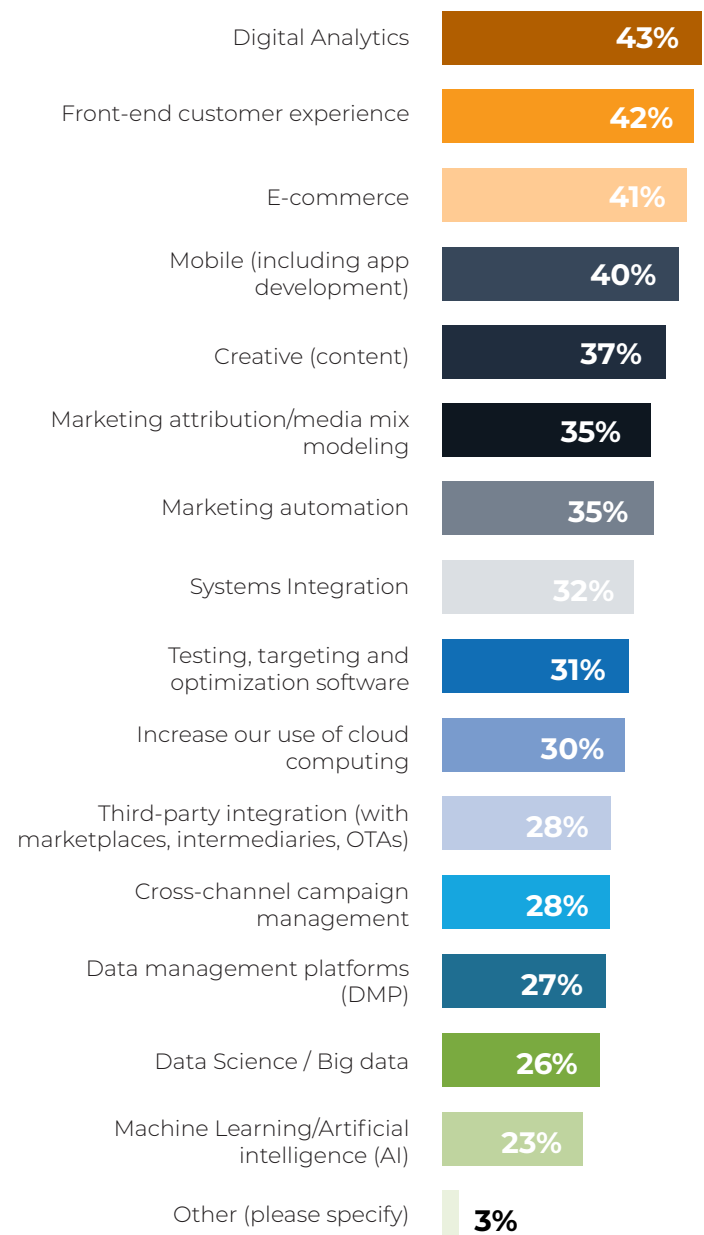 Digital Analytics
43%
Front-end customer experience
42%
E-commerce
41%
Mobile (including app
development)
40%
Creative (content)
37%
Marketing attribution/media mix
modeling
35%
Marketing automation
35%
Systems Integration
32%
Testing, targeting and
optimization software
31%
Increase our use of cloud
computing
30%
Third-party integration (with
marketplaces, intermediaries, OTAs)
28%
Cross-channel campaign
management
28%
Data management platforms
(DMP)
27%
Data Science / Big data
26%
Machine Learning/Artificial
intelligence (AI)
23%
Other (please specify)
3%